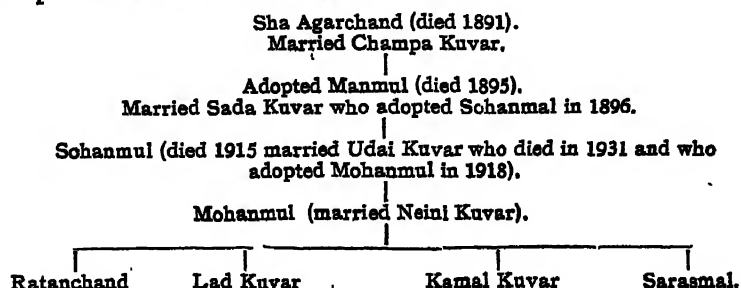 Sha Agarchand (died 1891).
Married Champa Kuvar.
Adopted Manmul (died 1895).
Married Sada Kuvar who adopted Sohanmal in 1896.
Sohanmul (died 1915 married Udai Kuvar who died in 1931 and who
adopted Mohanmul in 1918).
Mohanmul (married Neini Kuvar).
Ratanchand Lad Kuvar Kamal Kuvar Sarasmal.